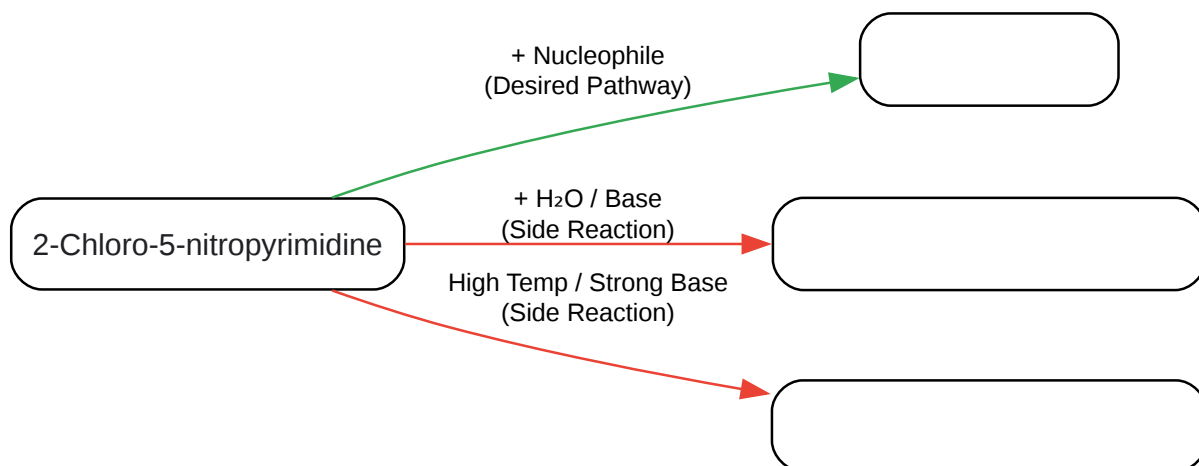 + Nucleophile
(Desired Pathway)
+ H₂O / Base
(Side Reaction)
2-Chloro-5-nitropyrimidine
High Temp / Strong Base
(Side Reaction)